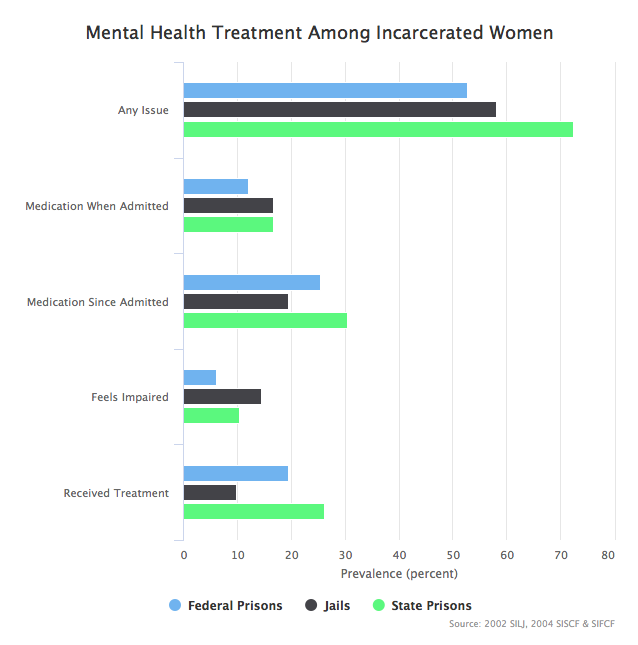 Mental Health Treatment Among Incarcerated Women
Any Issue
Medication When Admitted
Medication Since Admitted
Feels Impaired
Received Treatment
0 10 20 30 40 50 60 70 80
Prevalence (percent)
Federal Prisons Jails State Prisons
Source: 2002 SILJ, 2004 SISCF & SIFCF